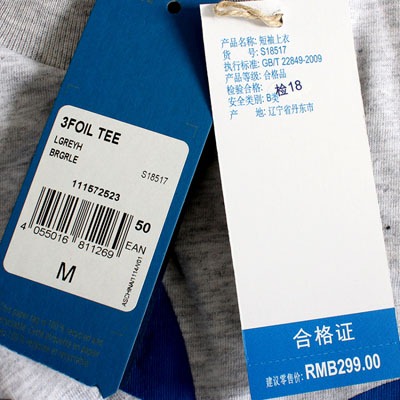 3FOIL TEE
LGREYH
BRGRLE
S18517
111572523
50
4 055016 811269
EAN
M
ASCHINA/1114/V01
产品名称: 短袖上衣
货　号: S18517
执行标准: GB/T 22849-2009
产品等级: 合格品
检验合格: 检18
安全类别: B类
产　地: 辽宁省丹东市
合格证
建议零售价: RMB299.00